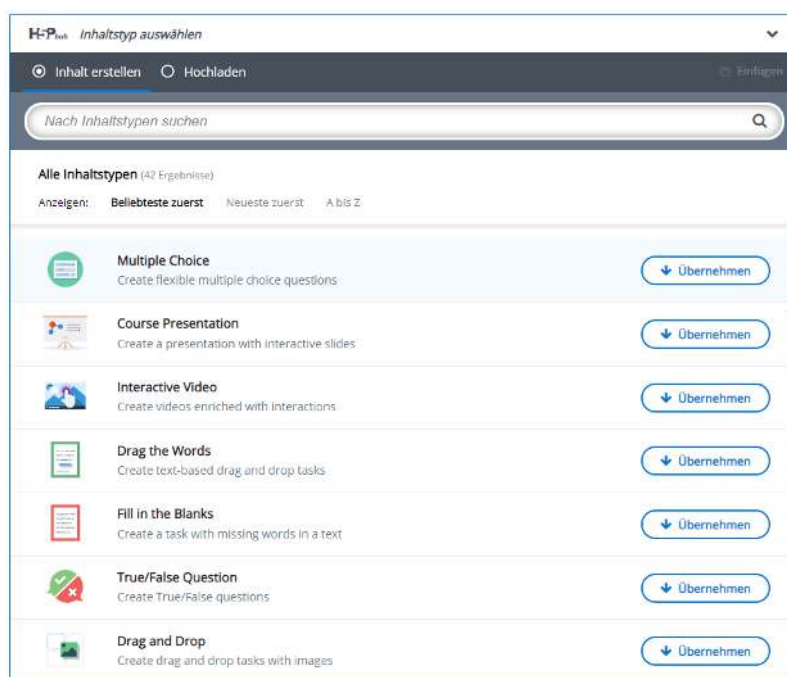 H5P Inhaltstyp auswählen
Inhalt erstellen Hochladen Einfügen
Nach Inhaltstypen suchen
Alle Inhaltstypen (42 Ergebnisse)
Anzeigen: Beliebteste zuerst Neueste zuerst A bis Z
Multiple Choice
Create flexible multiple choice questions
Übernehmen
Course Presentation
Create a presentation with interactive slides
Übernehmen
Interactive Video
Create videos enriched with interactions
Übernehmen
Drag the Words
Create text-based drag and drop tasks
Übernehmen
Fill in the Blanks
Create a task with missing words in a text
Übernehmen
True/False Question
Create True/False questions
Übernehmen
Drag and Drop
Create drag and drop tasks with images
Übernehmen